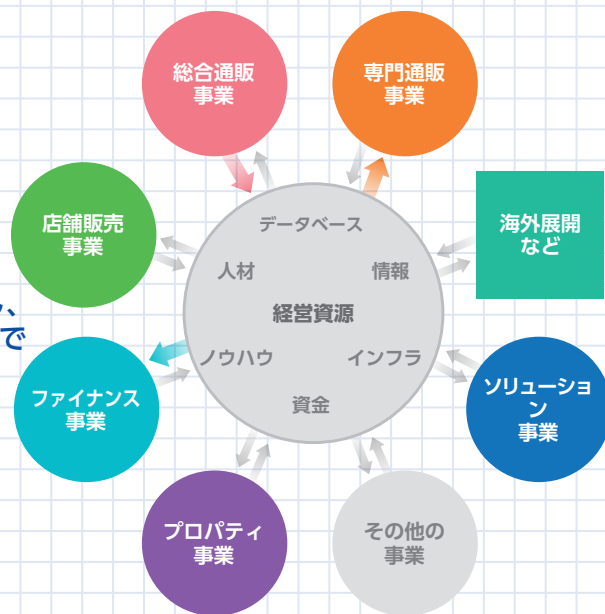 総合通販
事業
専門通販
事業
店舗販売
事業
データベース
海外展開
など
人材
情報
経営資源
で
ノウハウ
インフラ
ファイナンス
事業
ソリューショ
ン
事業
資金
プロパティ
事業
その他の
事業